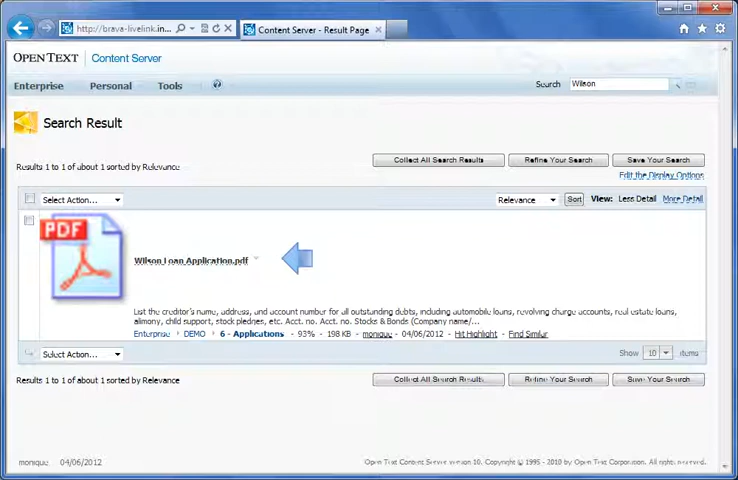 http://brava-livelink.in...
Content Server - Result Page
OPENTEXT | Content Server
Enterprise Personal Tools
Search Wilson
Search Result
Results 1 to 1 of about 1 sorted by Relevance
Collect All Search Results Refine Your Search Save Your Search
Edit the Display Options
Select Action... Relevance Sort View: Less Detail More Detail
PDF
Wilson Loan Application.pdf
List the creditor's name, address, and account number for all outstanding debts, including automobile loans, revolving charge accounts, real estate loans,
alimony, child support, stock pledges, etc. Acct. no. Acct. no. Stocks & Bonds (Company name/...
Enterprise DEMO 6 - Applications - 93% - 198 KB - monique - 04/06/2012 - Hit Highlight - Find Similar
Select Action... Show 10 items
Results 1 to 1 of about 1 sorted by Relevance
Collect All Search Results Refine Your Search Save Your Search
monique 04/06/2012
Open Text Content Server version 10. Copyright © 1995 - 2010 by Open Text Corporation. All rights reserved.